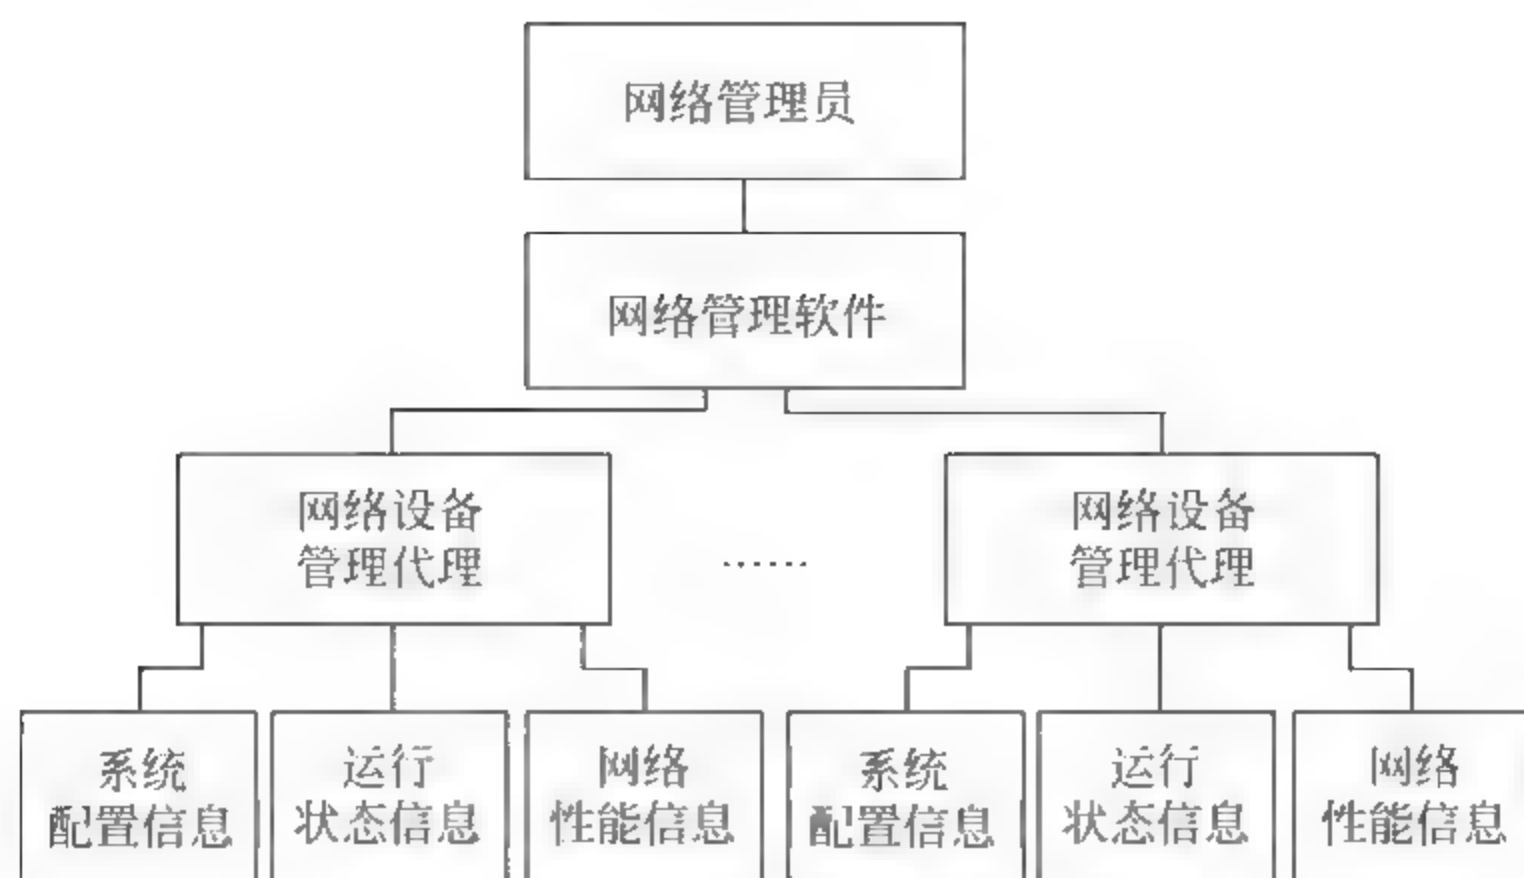 网络管理员
网络管理软件
网络设备
管理代理
……
网络设备
管理代理
系统
配置信息
运行
状态信息
网络
性能信息
系统
配置信息
运行
状态信息
网络
性能信息